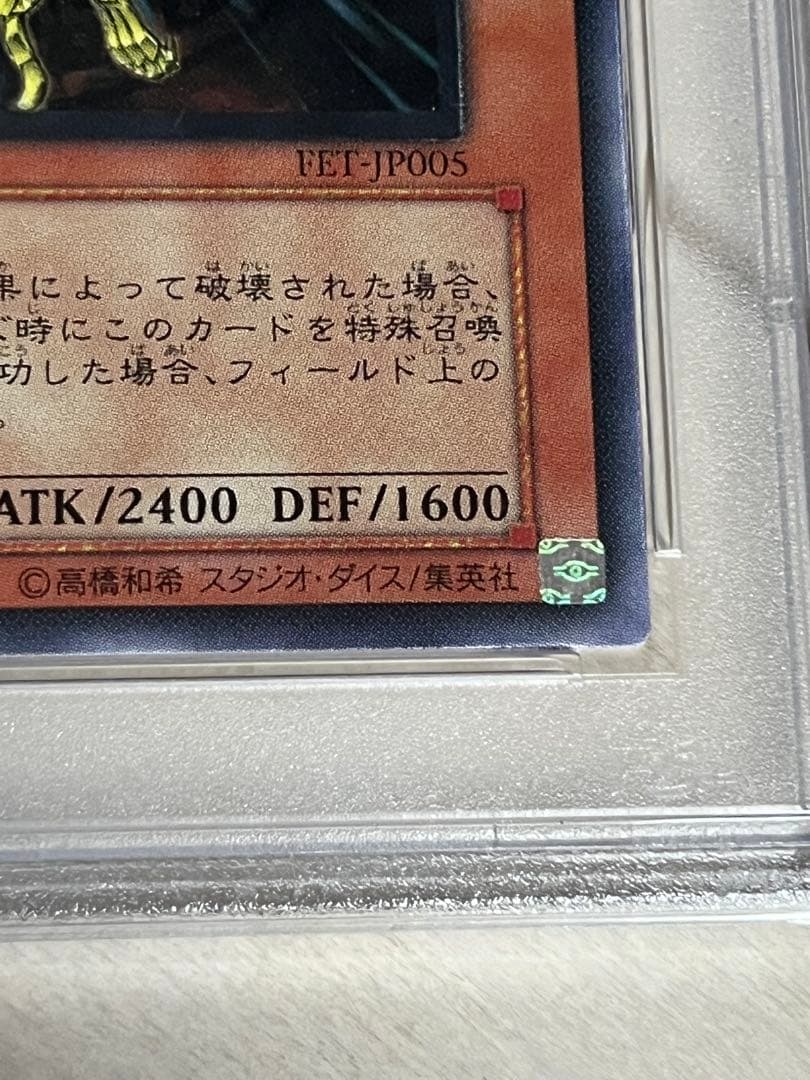 FET-JP005
果によって破壊された場合、
時にこのカードを特殊召喚
功した場合、フィールド上の
。
ATK/2400 DEF/1600
©高橋和希 スタジオ・ダイス/集英社